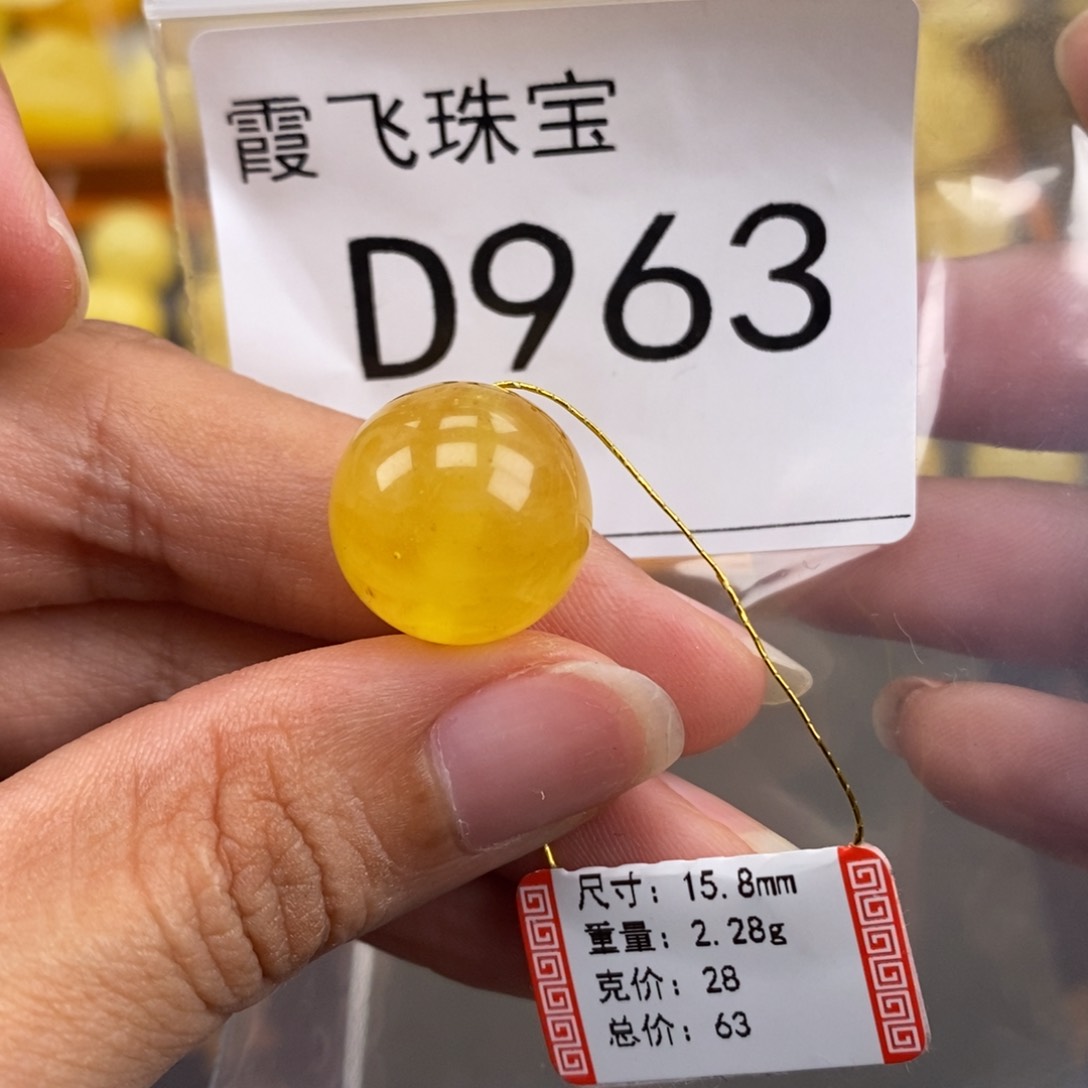 霞飞珠宝
D963
尺寸：15.8mm
重量：2.28g
克价：28
总价：63